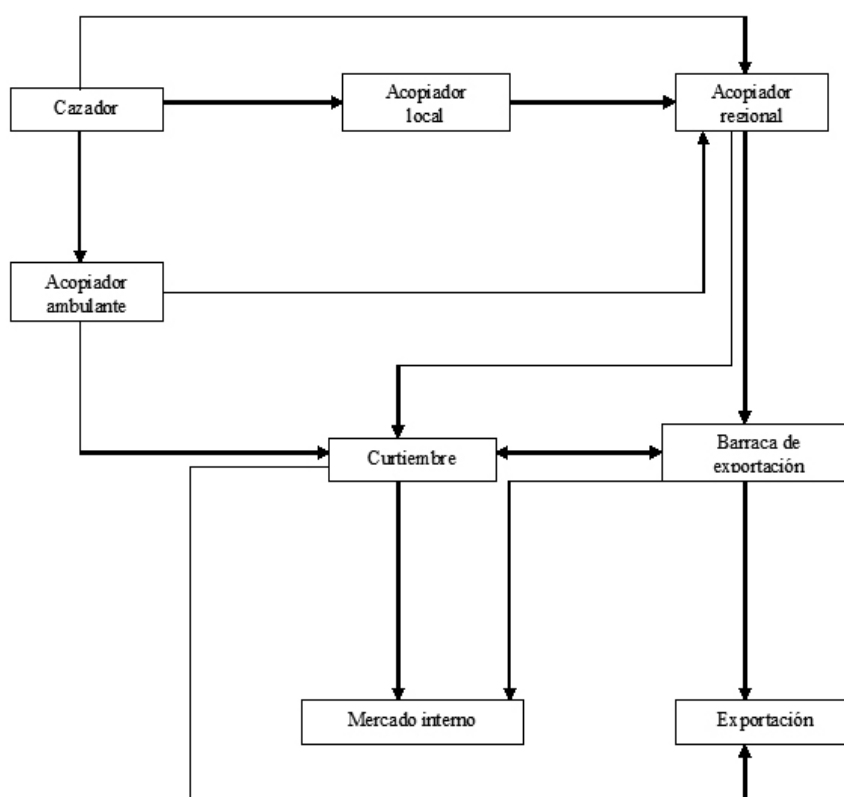 Cazador
Acopiador
local
Acopiador
regional
Acopiador
ambulante
Curtiembre
Barraca de
exportación
Mercado interno
Exportación